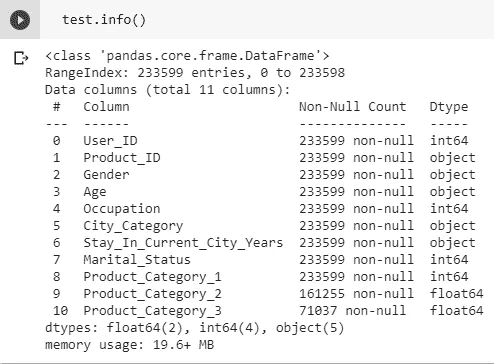 test.info()
<class 'pandas.core.frame.DataFrame'>
RangeIndex: 233599 entries, 0 to 233598
Data columns (total 11 columns):
 #   Column                      Non-Null Count   Dtype
---  ------                      --------------   -----
 0   User_ID                     233599 non-null  int64
 1   Product_ID                  233599 non-null  object
 2   Gender                      233599 non-null  object
 3   Age                         233599 non-null  object
 4   Occupation                  233599 non-null  int64
 5   City_Category               233599 non-null  object
 6   Stay_In_Current_City_Years  233599 non-null  object
 7   Marital_Status              233599 non-null  int64
 8   Product_Category_1          233599 non-null  int64
 9   Product_Category_2          161255 non-null  float64
 10  Product_Category_3          71037 non-null   float64
dtypes: float64(2), int64(4), object(5)
memory usage: 19.6+ MB